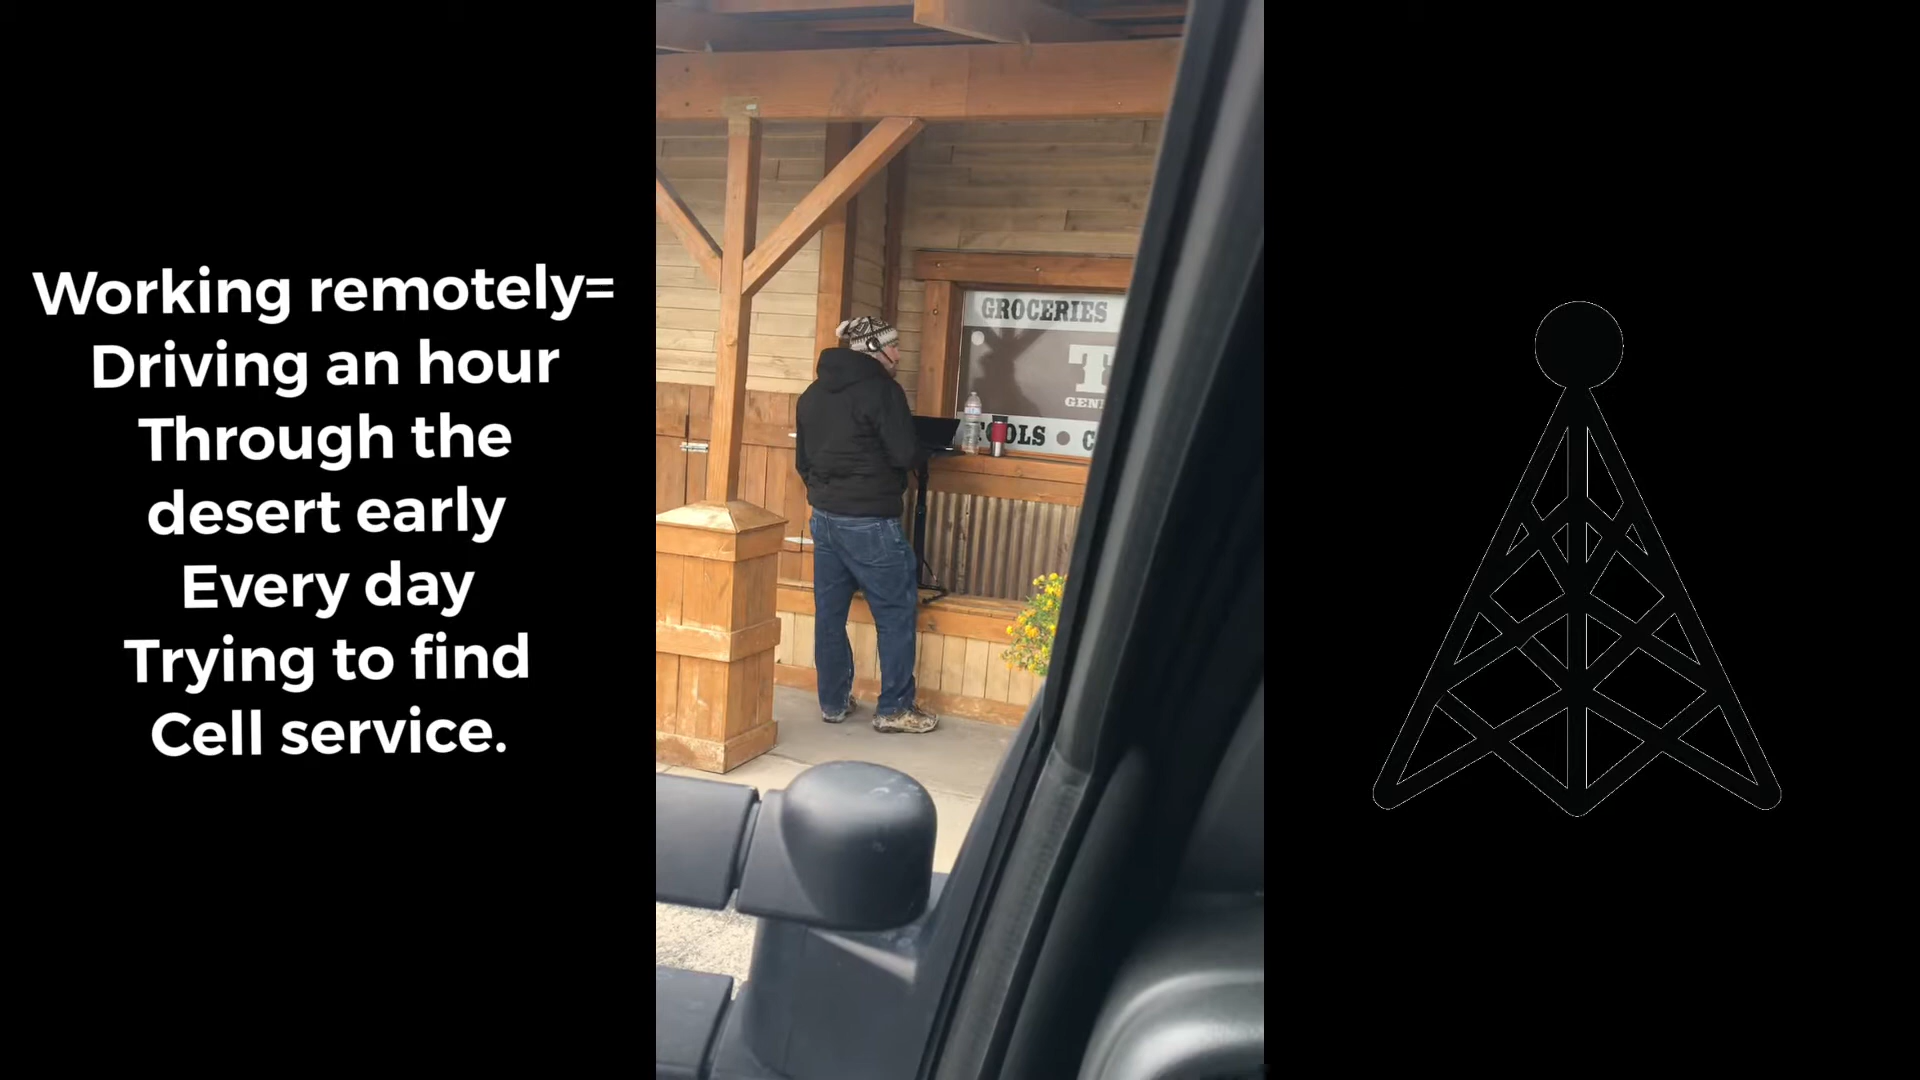 Working remotely=
Driving an hour
Through the
desert early
Every day
Trying to find
Cell service.
GROCERIES